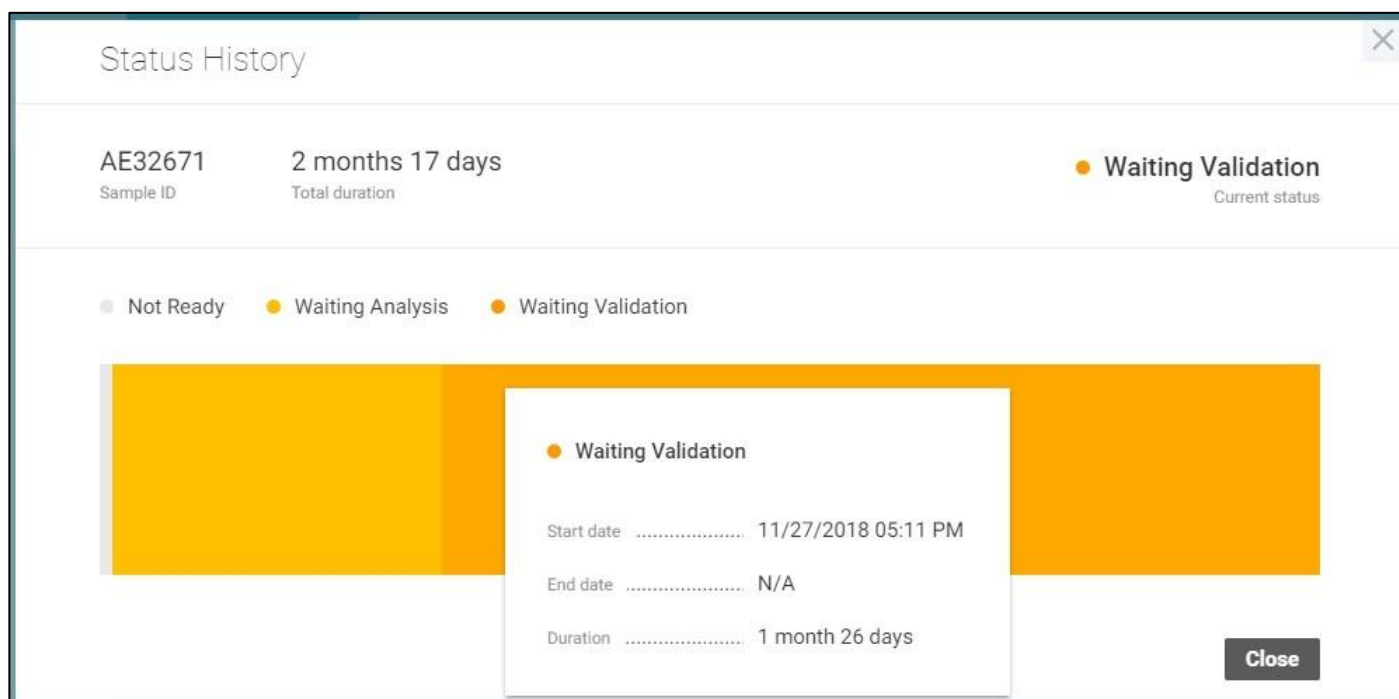 Status History
AE32671 2 months 17 days
Sample ID Total duration
Waiting Validation
Current status
Not Ready Waiting Analysis Waiting Validation
Waiting Validation
Start date ..................... 11/27/2018 05:11 PM
End date ....................... N/A
Duration ....................... 1 month 26 days
Close